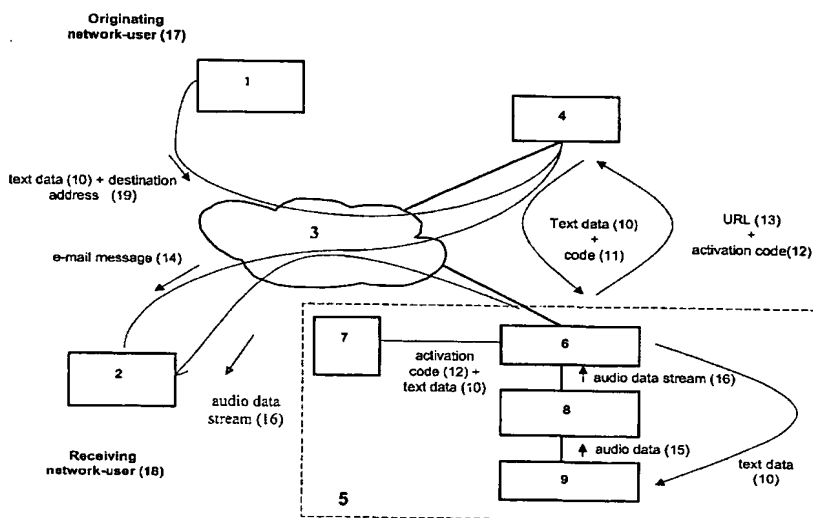 Originating
network-user (17)
1
4
text data (10) + destination
address (19)
3
Text data (10)
+
code (11)
URL (13)
+
activation code(12)
e-mail message (14)
7
6
activation
code (12) +
text data (10)
audio data stream (16)
2
8
audio data
stream (16)
audio data (15)
text data
(10)
Receiving
network-user (18)
9
5